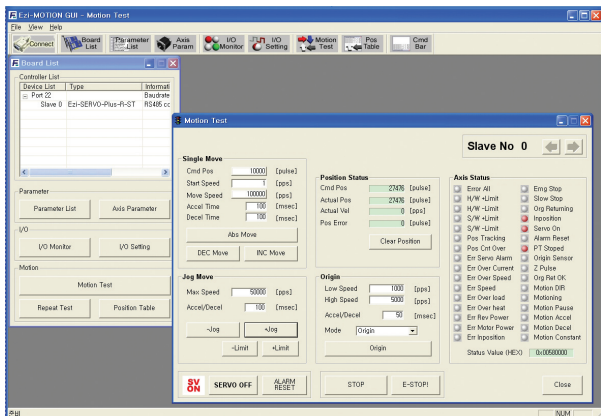 Ezi-MOTION GUI - Motion Test
File View Help
Connect
Board List
Parameter List
Axis Param
I/O Monitor
I/O Setting
Motion Test
Pos Table
Cmd Bar
Board List
Controller List
Device List Type Informati
Port 22 Baudrate
Slave 0 Ezi-SERVO-Plus-R-ST RS485 cc
Parameter
Parameter List Axis Parameter
I/O
I/O Monitor I/O Setting
Motion
Motion Test
Repeat Test Position Table
Motion Test
Slave No 0
Single Move
Cmd Pos 10000 [pulse]
Start Speed 1 [pps]
Move Speed 100000 [pps]
Accel Time 100 [msec]
Decel Time 100 [msec]
Abs Move
DEC Move INC Move
Jog Move
Max Speed 50000 [pps]
Accel/Decel 100 [msec]
-Jog +Jog
-Limit +Limit
Position Status
Cmd Pos 27476 [pulse]
Actual Pos 27476 [pulse]
Actual Vel 0 [pps]
Pos Error 0 [pulse]
Clear Position
Origin
Low Speed 1000 [pps]
High Speed 5000 [pps]
Accel/Decel 50 [msec]
Mode Origin
Origin
Axis Status
Error All Emg Stop
H/W +Limit Slow Stop
H/W -Limit Org Returning
S/W +Limit Inposition
S/W -Limit Servo On
Pos Tracking Alarm Reset
Pos Cnt Over PT Stoped
Err Servo Alarm Origin Sensor
Err Over Current Z Pulse
Err Over Speed Org Ret OK
Err Speed Motion DIR
Err Over load Motioning
Err Over heat Motion Pause
Err Rev Power Motion Accel
Err Motor Power Motion Decel
Err Inposition Motion Constant
Status Value (HEX) 0x00580000
SV ON
SERVO OFF
ALARM RESET
STOP
E-STOP!
Close
준비
NUM